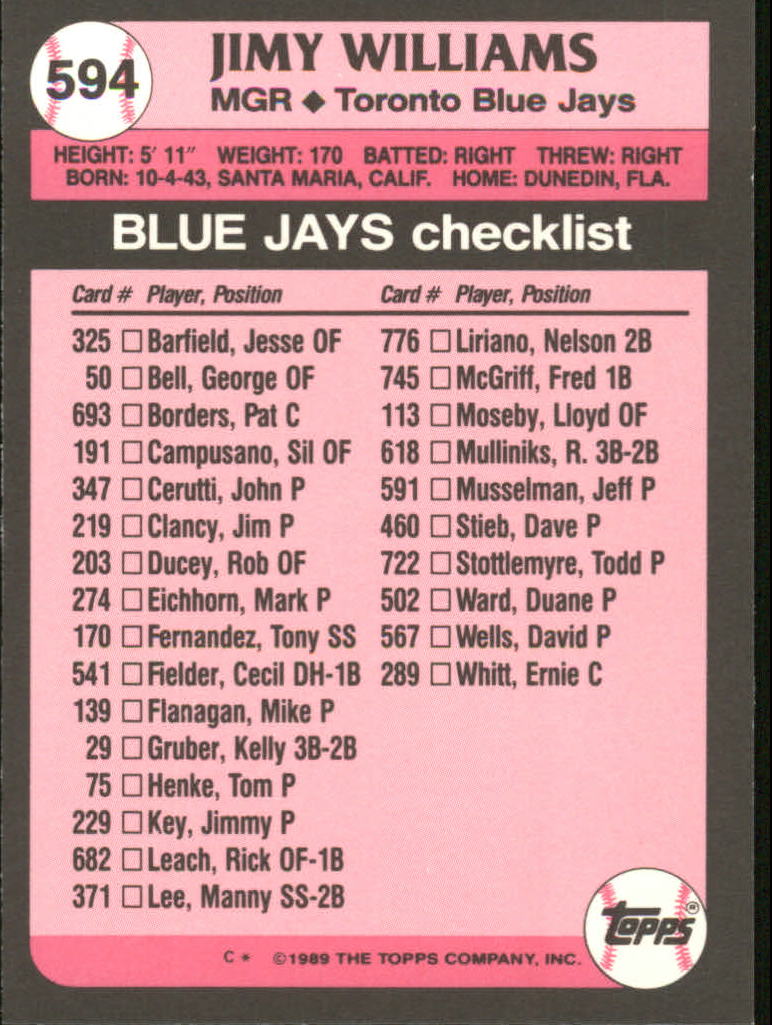 594
JIMY WILLIAMS
MGR ◆ Toronto Blue Jays
HEIGHT: 5' 11" WEIGHT: 170 BATTED: RIGHT THREW: RIGHT
BORN: 10-4-43, SANTA MARIA, CALIF. HOME: DUNEDIN, FLA.
BLUE JAYS checklist
Card # Player, Position
325 □ Barfield, Jesse OF
50 □ Bell, George OF
693 □ Borders, Pat C
191 □ Campusano, Sil OF
347 □ Cerutti, John P
219 □ Clancy, Jim P
203 □ Ducey, Rob OF
274 □ Eichhorn, Mark P
170 □ Fernandez, Tony SS
541 □ Fielder, Cecil DH-1B
139 □ Flanagan, Mike P
29 □ Gruber, Kelly 3B-2B
75 □ Henke, Tom P
229 □ Key, Jimmy P
682 □ Leach, Rick OF-1B
371 □ Lee, Manny SS-2B
Card # Player, Position
776 □ Liriano, Nelson 2B
745 □ McGriff, Fred 1B
113 □ Moseby, Lloyd OF
618 □ Mulliniks, R. 3B-2B
591 □ Musselman, Jeff P
460 □ Stieb, Dave P
722 □ Stottlemyre, Todd P
502 □ Ward, Duane P
567 □ Wells, David P
289 □ Whitt, Ernie C
topps®
C * ©1989 THE TOPPS COMPANY, INC.